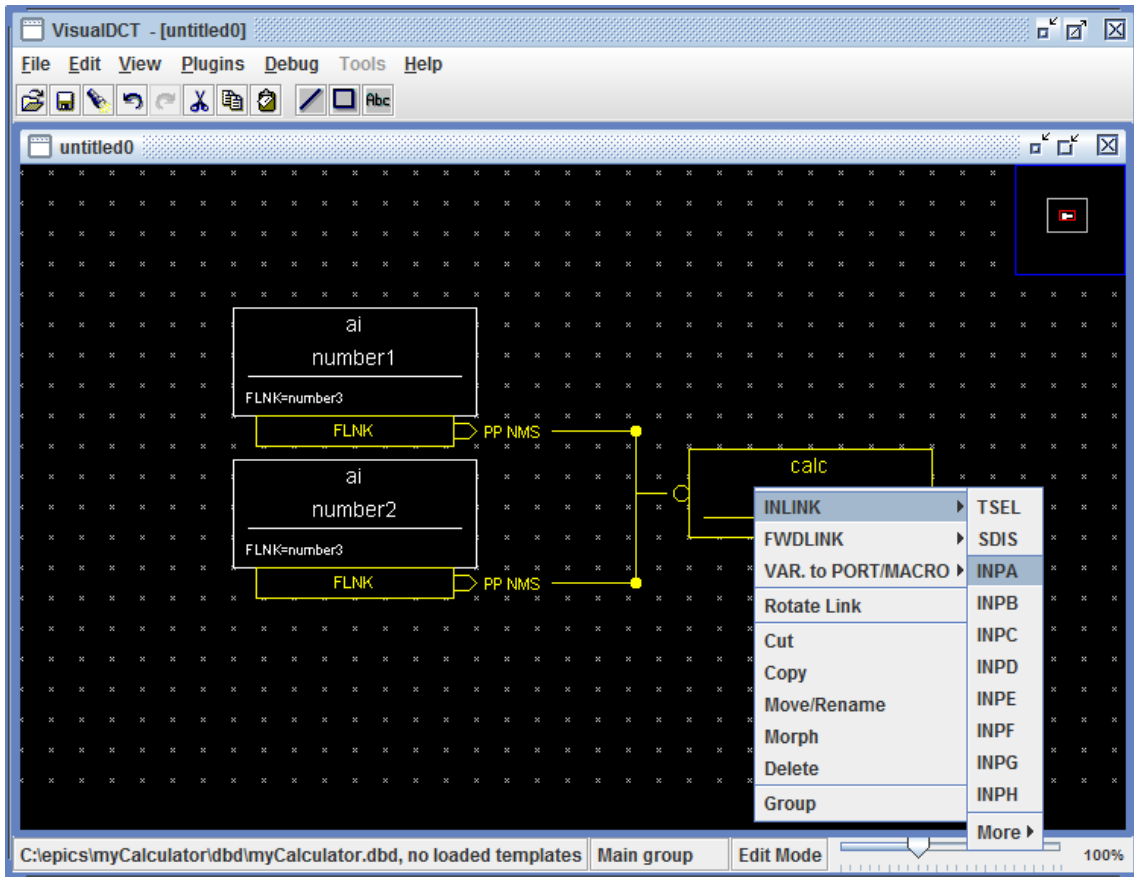 VisualDCT - [untitled0]
File Edit View Plugins Debug Tools Help
Abc
untitled0
ai
number1
FLNK=number3
FLNK
PP NMS
ai
number2
FLNK=number3
FLNK
PP NMS
calc
INLINK
FWDLINK
VAR. to PORT/MACRO
Rotate Link
Cut
Copy
Move/Rename
Morph
Delete
Group
TSEL
SDIS
INPA
INPB
INPC
INPD
INPE
INPF
INPG
INPH
More
C:\epics\myCalculator\dbd\myCalculator.dbd, no loaded templates Main group Edit Mode 100%